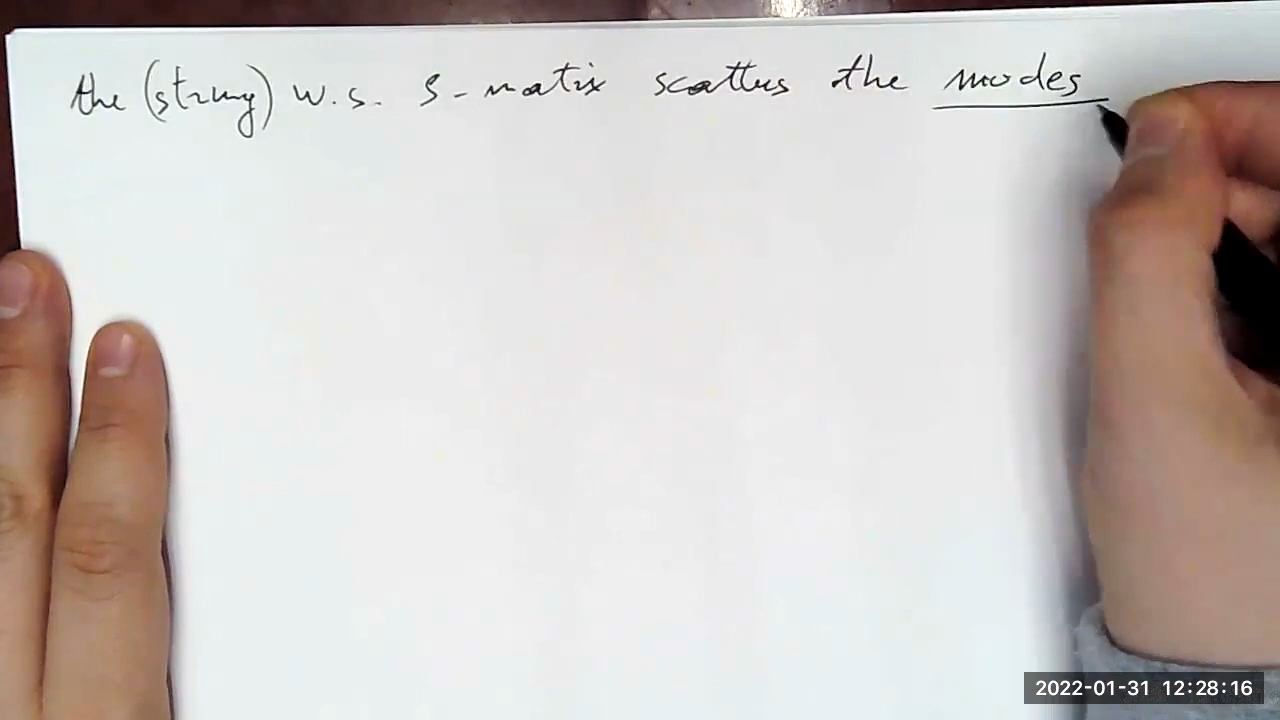 the (string) w.s. S-matrix scatters the modes
2022-01-31 12:28:16